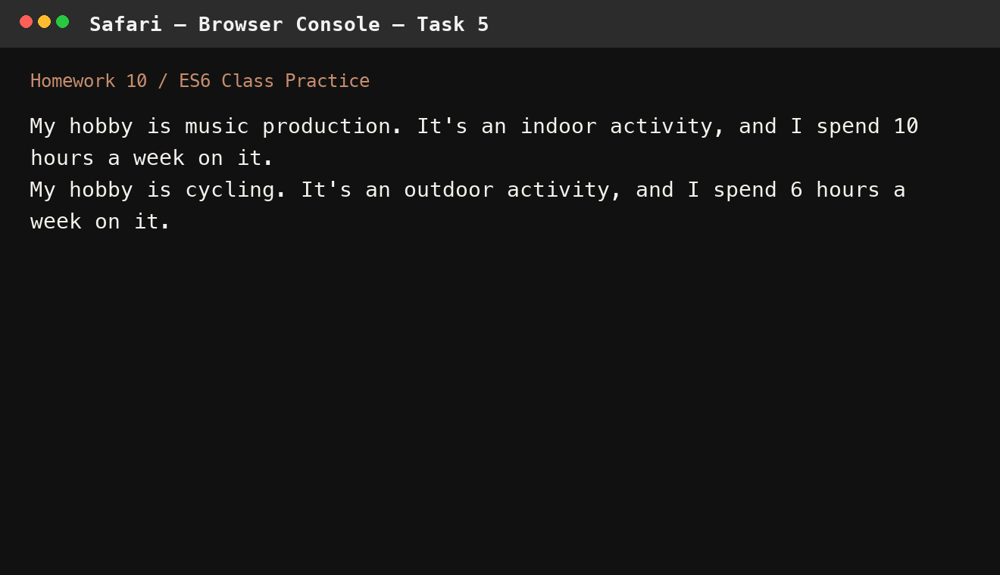 Safari — Browser Console — Task 5
Homework 10 / ES6 Class Practice
My hobby is music production. It's an indoor activity, and I spend 10
hours a week on it.
My hobby is cycling. It's an outdoor activity, and I spend 6 hours a
week on it.